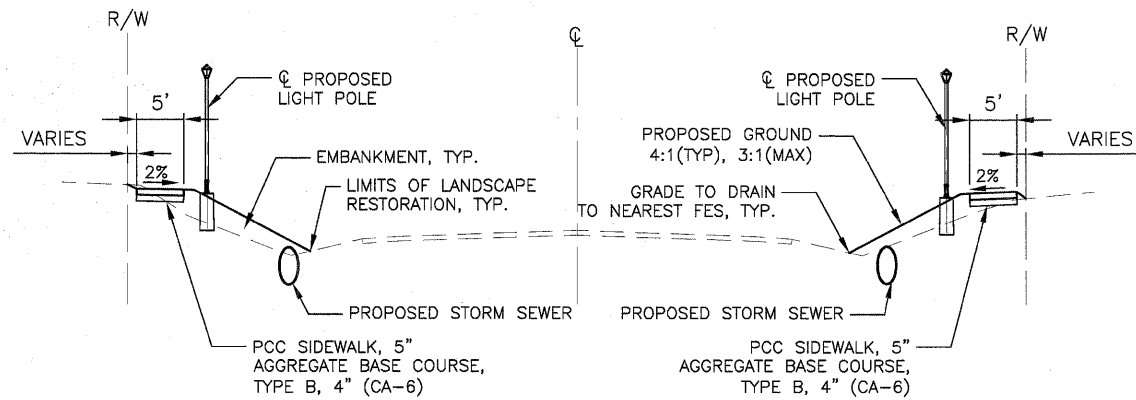 R/W
℄
R/W
℄ PROPOSED
LIGHT POLE
℄ PROPOSED
LIGHT POLE
5'
5'
VARIES
VARIES
PROPOSED GROUND
4:1(TYP), 3:1(MAX)
EMBANKMENT, TYP.
2%
2%
LIMITS OF LANDSCAPE
RESTORATION, TYP.
GRADE TO DRAIN
TO NEAREST FES, TYP.
PROPOSED STORM SEWER
PROPOSED STORM SEWER
PCC SIDEWALK, 5"
AGGREGATE BASE COURSE,
TYPE B, 4" (CA-6)
PCC SIDEWALK, 5"
AGGREGATE BASE COURSE,
TYPE B, 4" (CA-6)